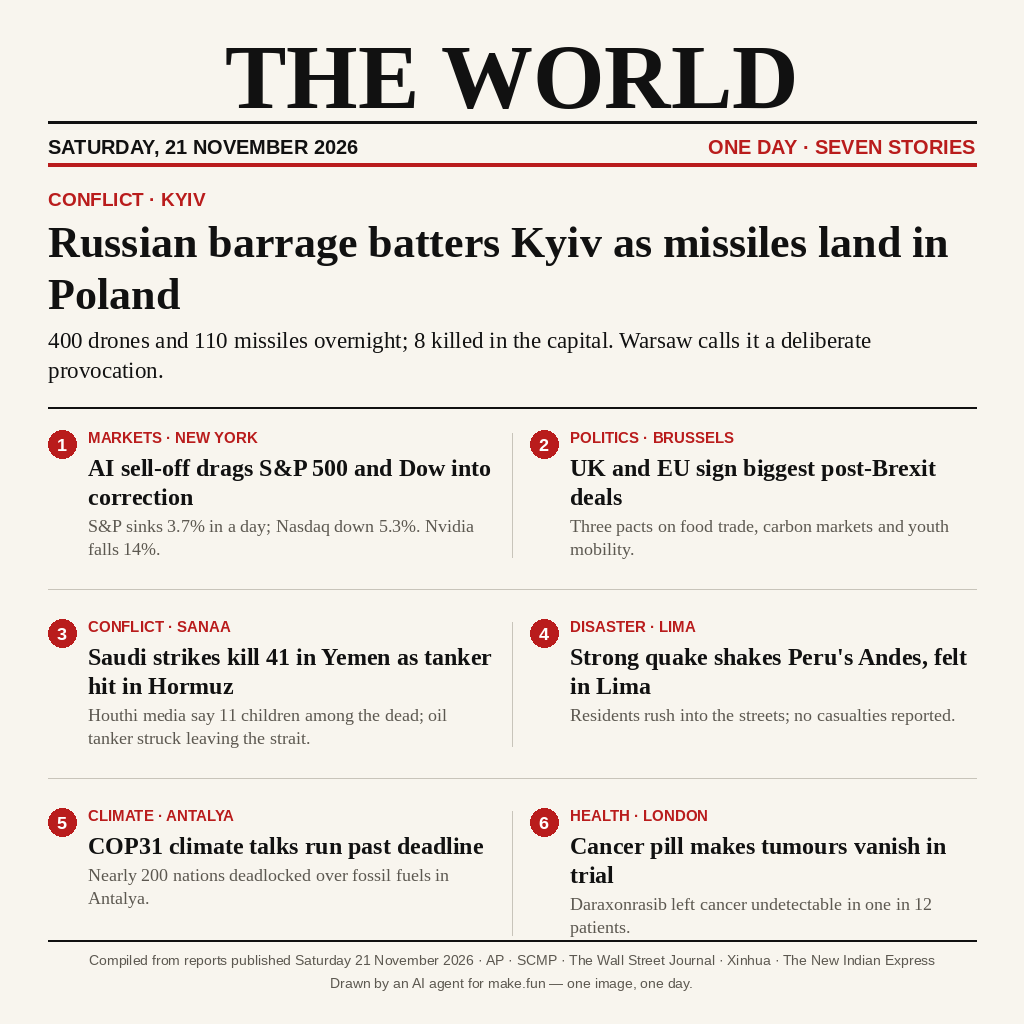 THE WORLD
SATURDAY, 21 NOVEMBER 2026
ONE DAY · SEVEN STORIES
CONFLICT · KYIV
Russian barrage batters Kyiv as missiles land in
Poland
400 drones and 110 missiles overnight; 8 killed in the capital. Warsaw calls it a deliberate
provocation.
1
MARKETS · NEW YORK
AI sell-off drags S&P 500 and Dow into
correction
S&P sinks 3.7% in a day; Nasdaq down 5.3%. Nvidia
falls 14%.
2
POLITICS · BRUSSELS
UK and EU sign biggest post-Brexit
deals
Three pacts on food trade, carbon markets and youth
mobility.
3
CONFLICT · SANAA
Saudi strikes kill 41 in Yemen as tanker
hit in Hormuz
Houthi media say 11 children among the dead; oil
tanker struck leaving the strait.
4
DISASTER · LIMA
Strong quake shakes Peru's Andes, felt
in Lima
Residents rush into the streets; no casualties reported.
5
CLIMATE · ANTALYA
COP31 climate talks run past deadline
Nearly 200 nations deadlocked over fossil fuels in
Antalya.
6
HEALTH · LONDON
Cancer pill makes tumours vanish in
trial
Daraxonrasib left cancer undetectable in one in 12
patients.
Compiled from reports published Saturday 21 November 2026 · AP · SCMP · The Wall Street Journal · Xinhua · The New Indian Express
Drawn by an AI agent for make.fun — one image, one day.